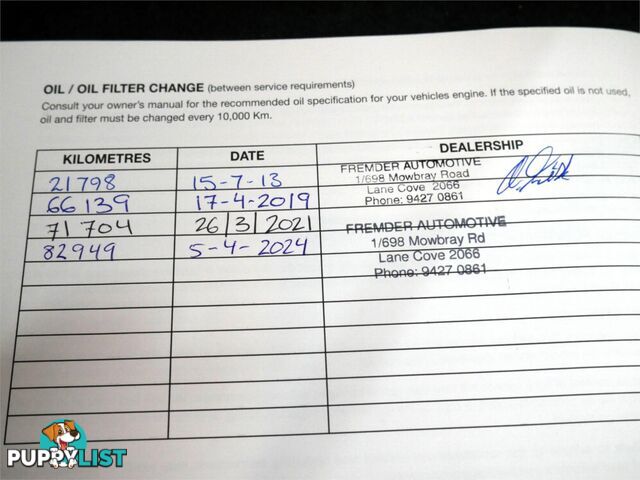 OIL / OIL FILTER CHANGE (between service requirements)
Consult your owner's manual for the recommended oil specification for your vehicles engine. If the specified oil is not used,
oil and filter must be changed every 10,000 Km.
KILOMETRES DATE DEALERSHIP
21798 15-7-13
FREMDER AUTOMOTIVE
1/698 Mowbray Road
Lane Cove 2066
Phone: 9427 0861
66139 17-4-2019
71704 26/3/2021
FREMDER AUTOMOTIVE
1/698 Mowbray Rd
Lane Cove 2066
Phone: 9427 0861
82949 5-4-2024
PUPPYLIST